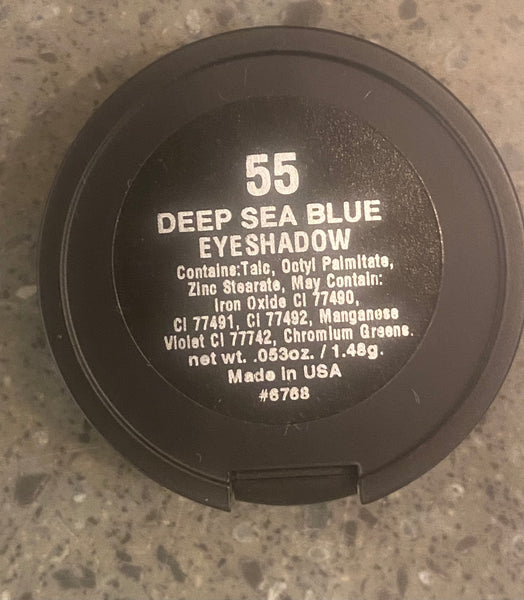 55
DEEP SEA BLUE
EYESHADOW
Contains:Talc, Octyl Palmitate,
Zinc Stearate, May Contain:
Iron Oxide CI 77490,
CI 77491, CI 77492, Manganese
Violet CI 77742, Chromium Greens.
net wt. .053oz. / 1.48g.
Made in USA
#6768